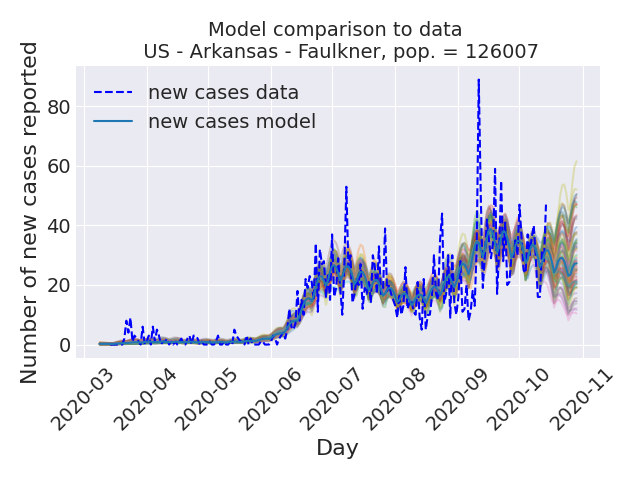 Model comparison to data
US - Arkansas - Faulkner, pop. = 126007
Number of new cases reported
80
60
40
20
0
new cases data
new cases model
2020-03
2020-04
2020-05
2020-06
2020-07
2020-08
2020-09
2020-10
2020-11
Day